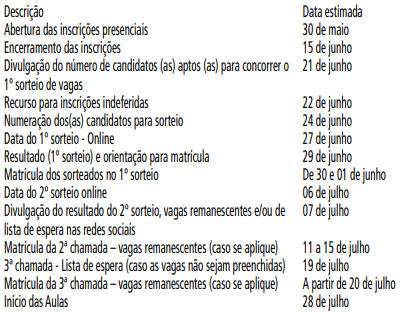 Descrição Data estimada
Abertura das inscrições presenciais 30 de maio
Encerramento das inscrições 15 de junho
Divulgação do número de candidatos (as) aptos (as) para concorrer o 21 de junho
1º sorteio de vagas
Recurso para inscrições indeferidas 22 de junho
Numeração dos(as) candidatos para sorteio 24 de junho
Data do 1º sorteio - Online 27 de junho
Resultado (1º sorteio) e orientação para matrícula 29 de junho
Matrícula dos sorteados no 1º sorteio De 30 e 01 de junho
Data do 2º sorteio online 06 de julho
Divulgação do resultado do 2º sorteio, vagas remanescentes e/ou de 07 de julho
lista de espera nas redes sociais
Matrícula da 2ª chamada – vagas remanescentes (caso se aplique) 11 a 15 de julho
3ª chamada - Lista de espera (caso as vagas não sejam preenchidas) 19 de julho
Matrícula da 3ª chamada – vagas remanescentes (caso se aplique) A partir de 20 de julho
Início das Aulas 28 de julho